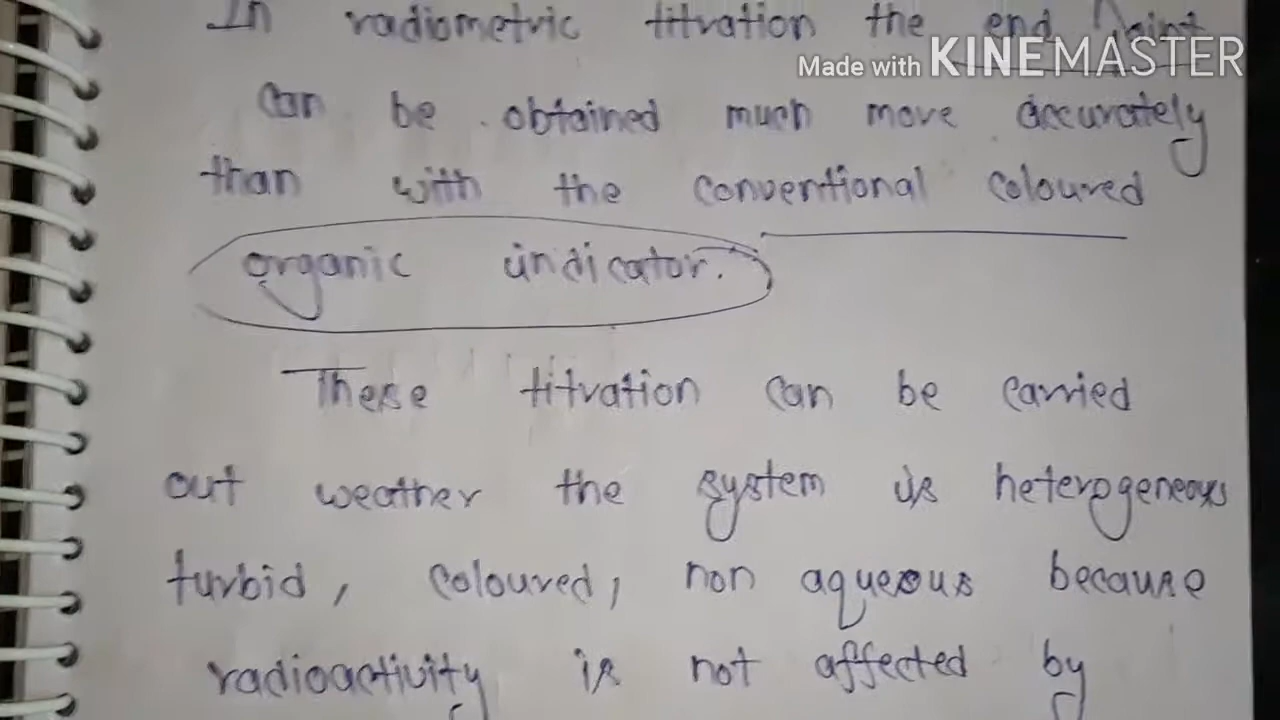 In radiometric titration the end point
Made with KINEMASTER
can be obtained much more accurately
than with the conventional coloured
organic indicator.
These titration can be carried
out weather the system is heterogeneous
turbid, coloured, non aqueous because
radioactivity is not affected by